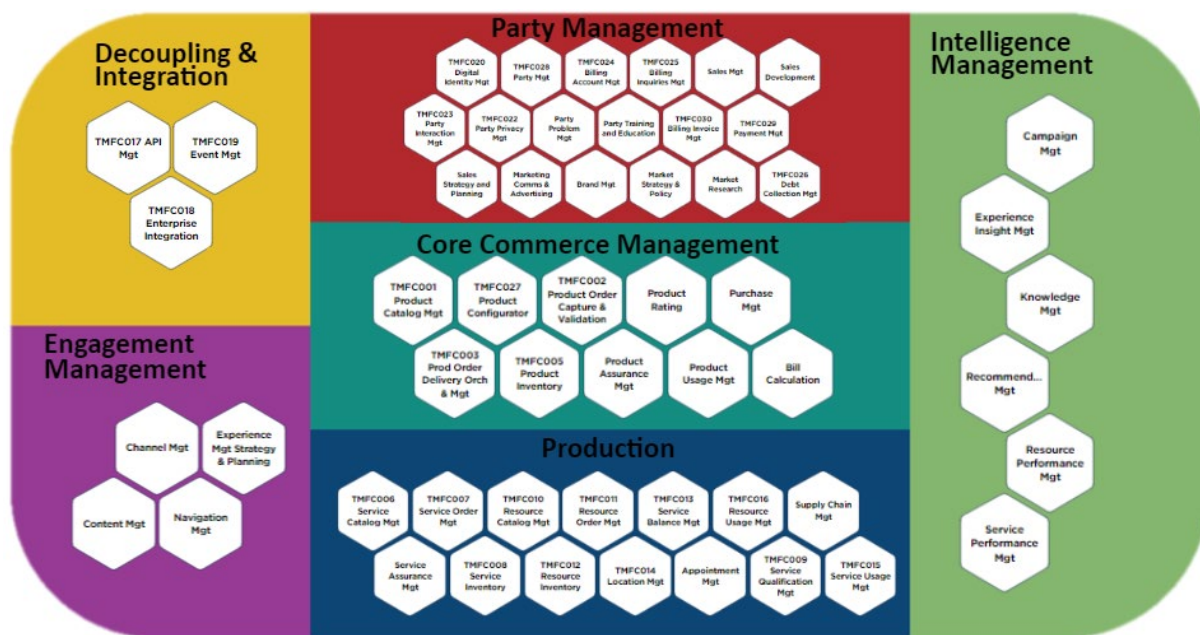 Decoupling &
Integration
TMFC017 API
Mgt
TMFC019
Event Mgt
TMFC018
Enterprise
Integration
Engagement
Management
Channel Mgt
Experience
Mgt Strategy
& Planning
Content Mgt
Navigation
Mgt
Party Management
TMFC020
Digital
Identity Mgt
TMFC028
Party Mgt
TMFC024
Billing
Account Mgt
TMFC025
Billing
Inquiries Mgt
Sales Mgt
Sales
Development
TMFC023
Party
Interaction
Mgt
TMFC022
Party Privacy
Mgt
Party
Problem
Mgt
Party Training
and Education
TMFC030
Billing Invoice
Mgt
TMFC029
Payment Mgt
Sales
Strategy and
Planning
Marketing
Comms &
Advertising
Brand Mgt
Market
Strategy &
Policy
Market
Research
TMFC026
Debt
Collection Mgt
Core Commerce Management
TMFC001
Product
Catalog Mgt
TMFC027
Product
Configurator
TMFC002
Product Order
Capture &
Validation
Product
Rating
Purchase
Mgt
TMFC003
Prod Order
Delivery Orch
& Mgt
TMFC005
Product
Inventory
Product
Assurance
Mgt
Product
Usage Mgt
Bill
Calculation
Production
TMFC006
Service
Catalog Mgt
TMFC007
Service Order
Mgt
TMFC010
Resource
Catalog Mgt
TMFC011
Resource
Order Mgt
TMFC013
Service
Balance Mgt
TMFC016
Resource
Usage Mgt
Supply Chain
Mgt
Service
Assurance
Mgt
TMFC008
Service
Inventory
TMFC012
Resource
Inventory
TMFC014
Location Mgt
Appointment
Mgt
TMFC009
Service
Qualification
Mgt
TMFC015
Service Usage
Mgt
Intelligence
Management
Campaign
Mgt
Experience
Insight Mgt
Knowledge
Mgt
Recommend...
Mgt
Resource
Performance
Mgt
Service
Performance
Mgt